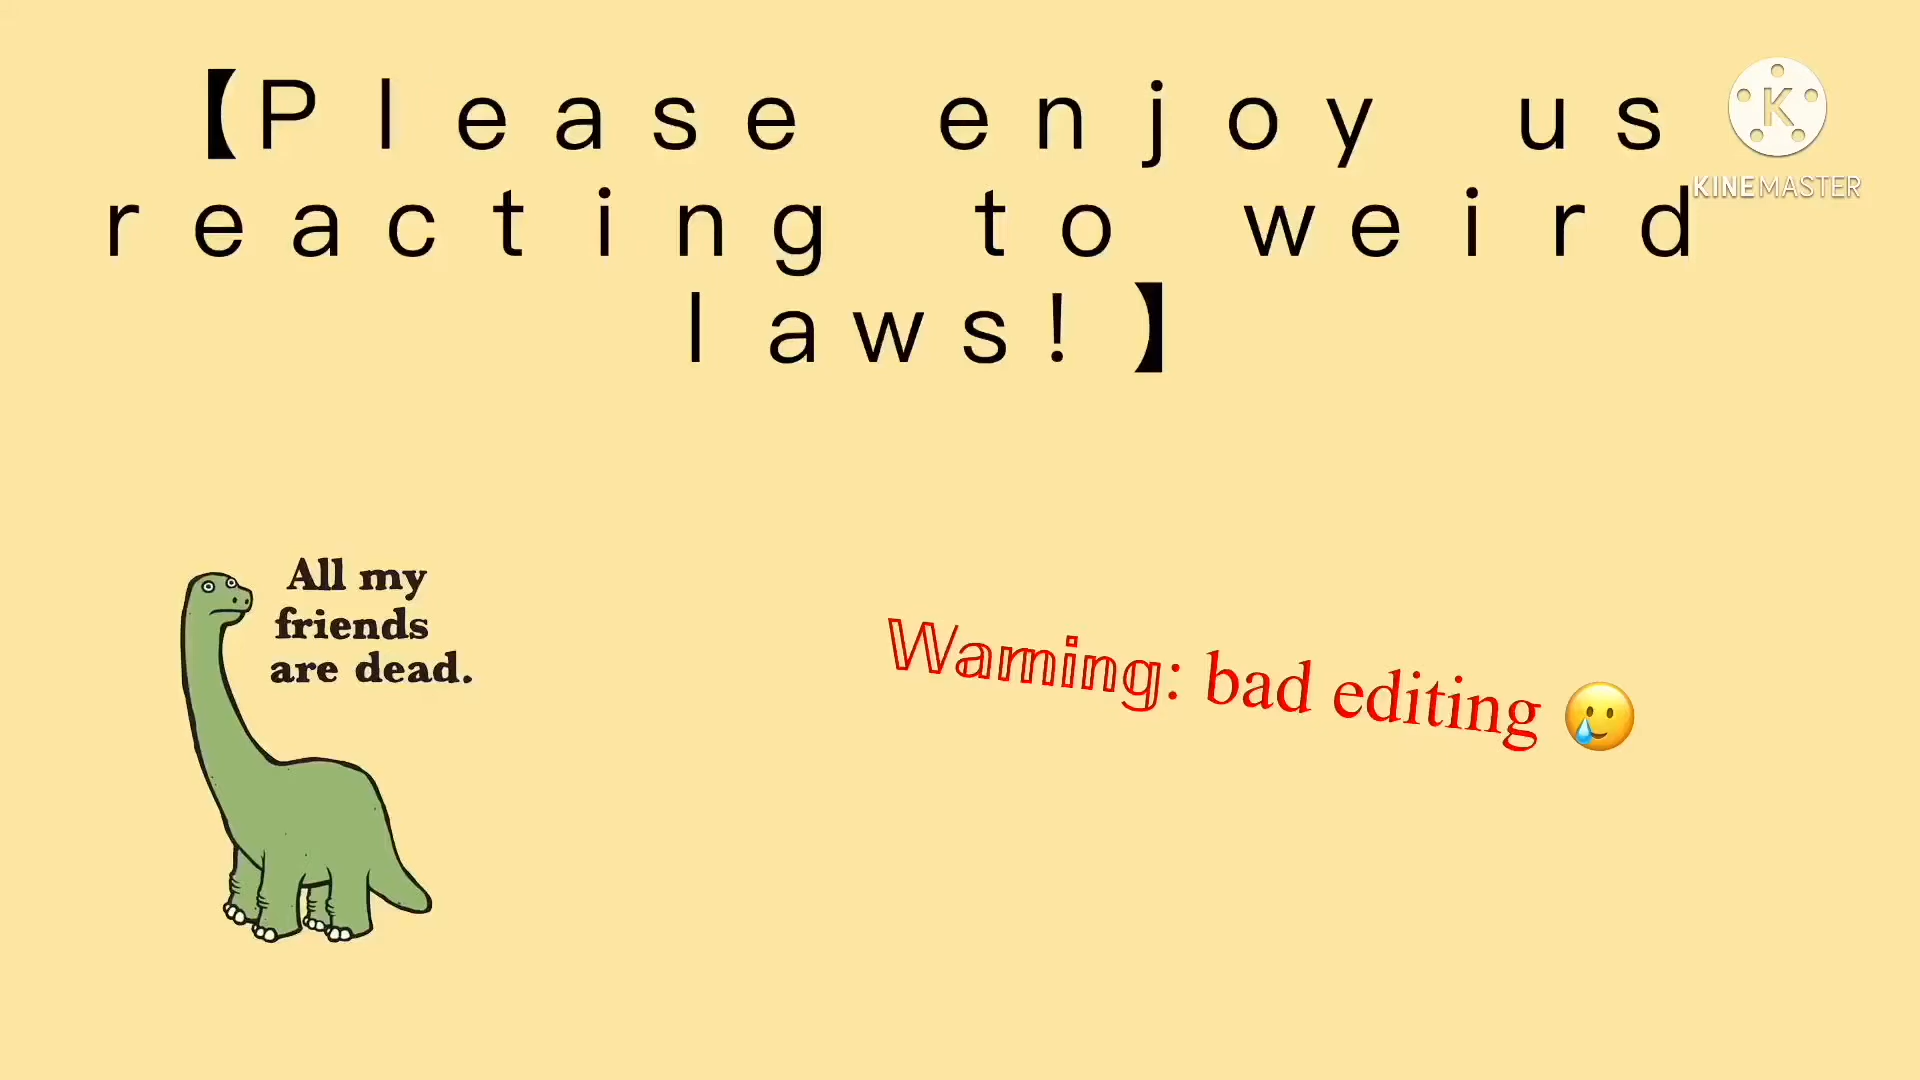 【Please enjoy us
reacting to weird
laws!】
K
KINEMASTER
All my
friends
are dead.
Warning: bad editing 🥲